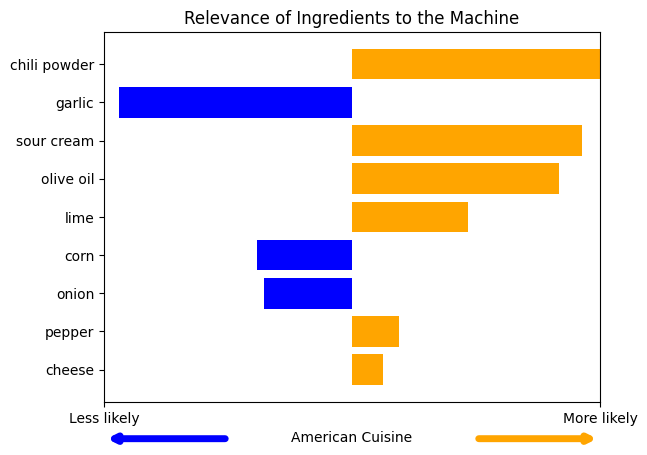 Relevance of Ingredients to the Machine
chili powder
garlic
sour cream
olive oil
lime
corn
onion
pepper
cheese
Less likely
More likely
American Cuisine